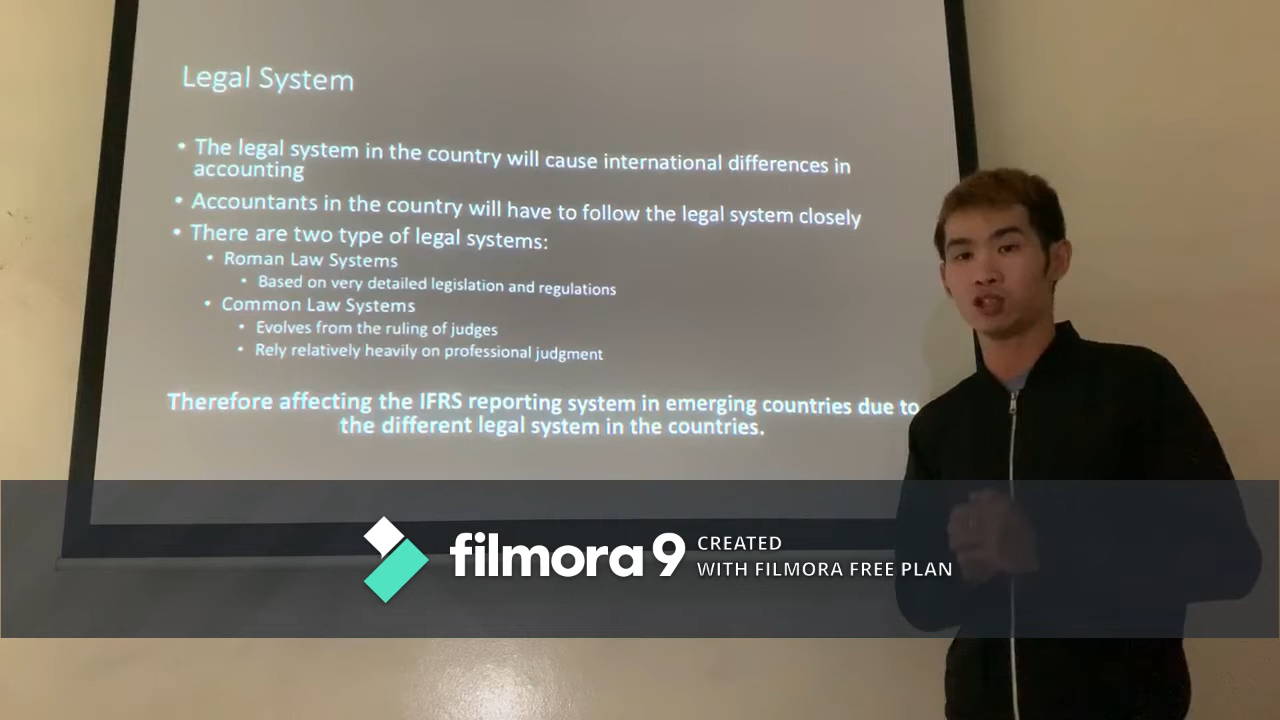 Legal System
• The legal system in the country will cause international differences in
accounting
• Accountants in the country will have to follow the legal system closely
• There are two type of legal systems:
• Roman Law Systems
• Based on very detailed legislation and regulations
• Common Law Systems
• Evolves from the ruling of judges
• Rely relatively heavily on professional judgment
Therefore affecting the IFRS reporting system in emerging countries due to
the different legal system in the countries.
filmora 9
CREATED
WITH FILMORA FREE PLAN